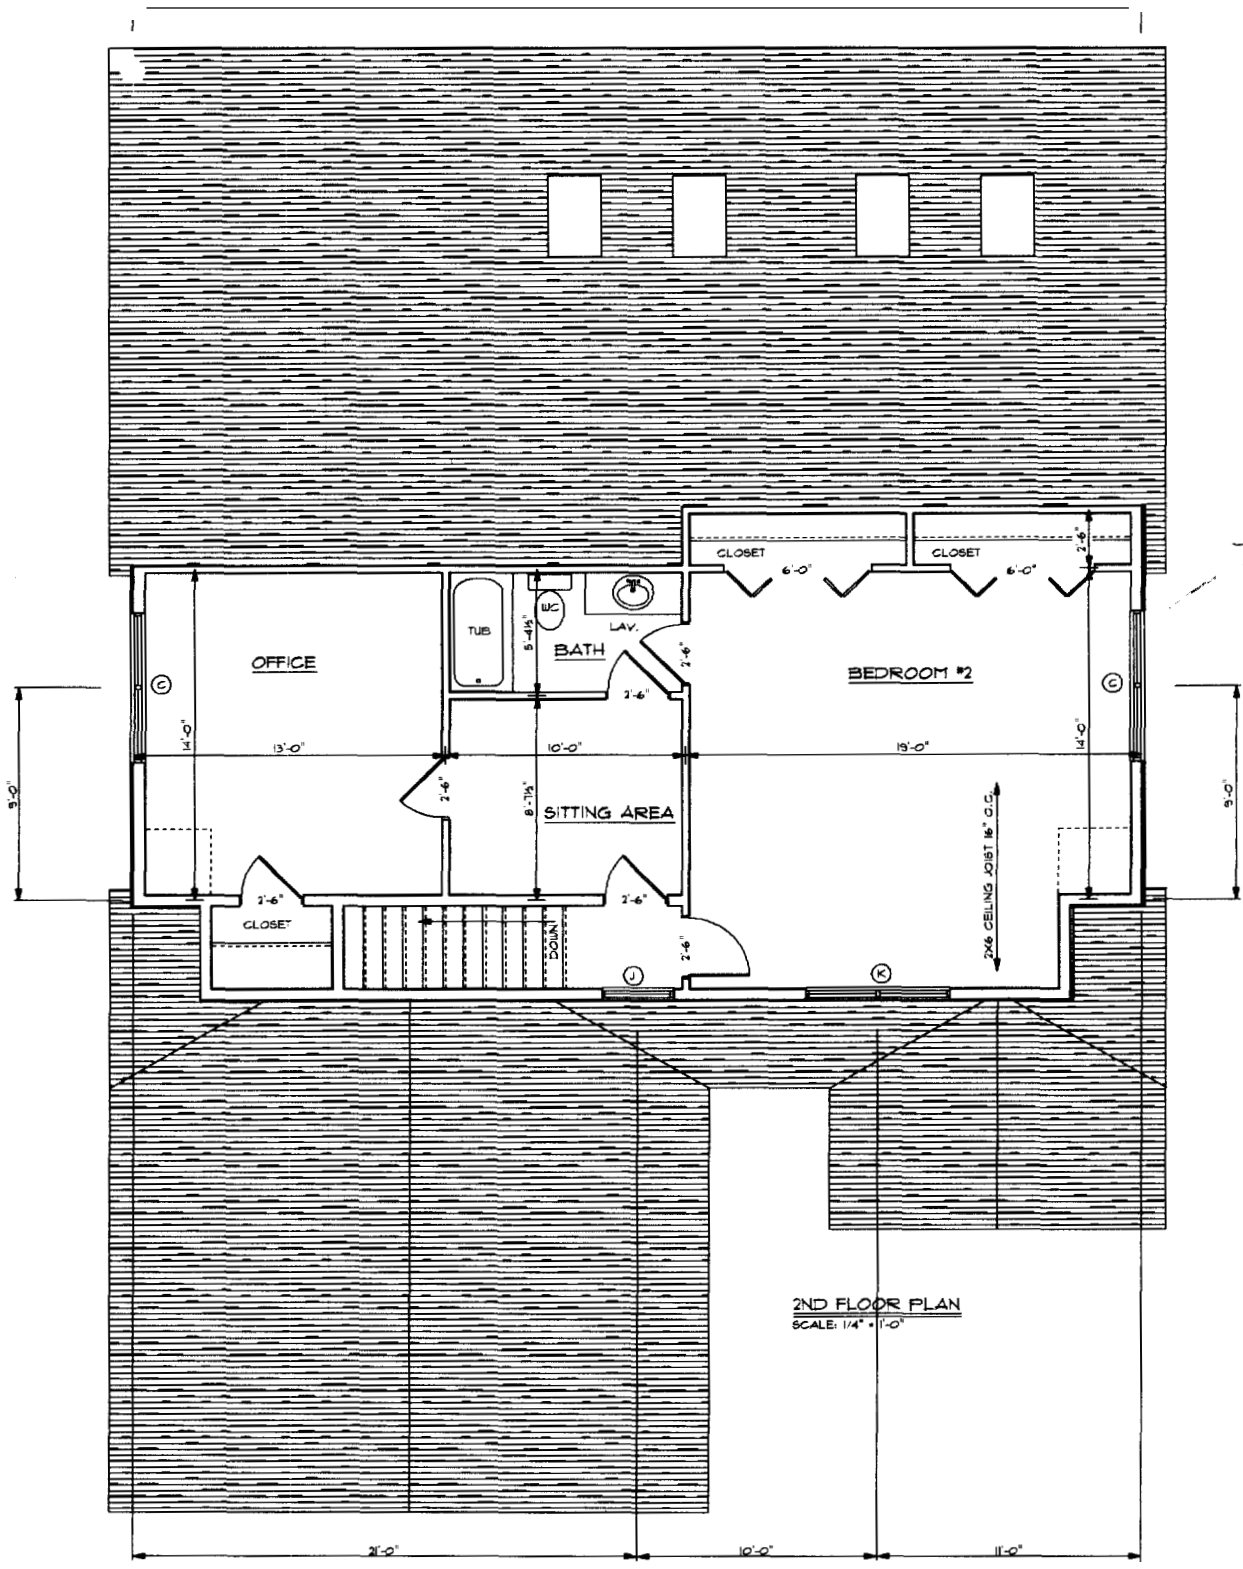 CLOSET
CLOSET
2'-6"
6'-0"
6'-0"
TUB
WC
5'-4½"
LAV.
BATH
2'-6"
2'-6"
OFFICE
BEDROOM #2
C
C
14'-0"
14'-0"
13'-0"
10'-0"
19'-0"
9'-0"
9'-0"
2'-6"
8'-7½"
SITTING AREA
2X6 CEILING JOIST 16" O.C.
2'-6"
2'-6"
CLOSET
DOWN
2'-6"
J
K
2ND FLOOR PLAN
SCALE: 1/4" = 1'-0"
21'-0"
10'-0"
11'-0"